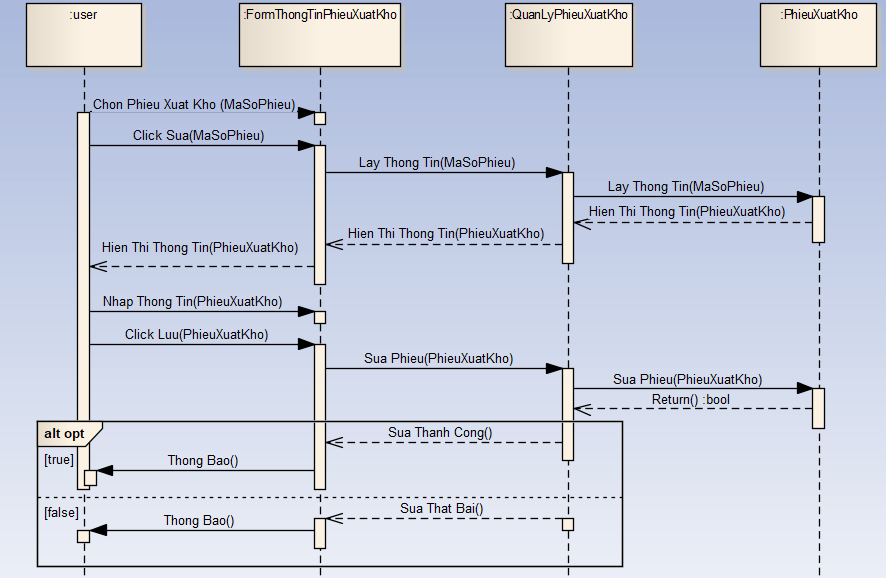 :user
:FormThongTinPhieuXuatKho
:QuanLyPhieuXuatKho
:PhieuXuatKho
Chon Phieu Xuat Kho (MaSoPhieu)
Click Sua(MaSoPhieu)
Lay Thong Tin(MaSoPhieu)
Lay Thong Tin(MaSoPhieu)
Hien Thi Thong Tin(PhieuXuatKho)
Hien Thi Thong Tin(PhieuXuatKho)
Hien Thi Thong Tin(PhieuXuatKho)
Nhap Thong Tin(PhieuXuatKho)
Click Luu(PhieuXuatKho)
Sua Phieu(PhieuXuatKho)
Sua Phieu(PhieuXuatKho)
Return() :bool
alt opt
Sua Thanh Cong()
[true]
Thong Bao()
[false]
Sua That Bai()
Thong Bao()